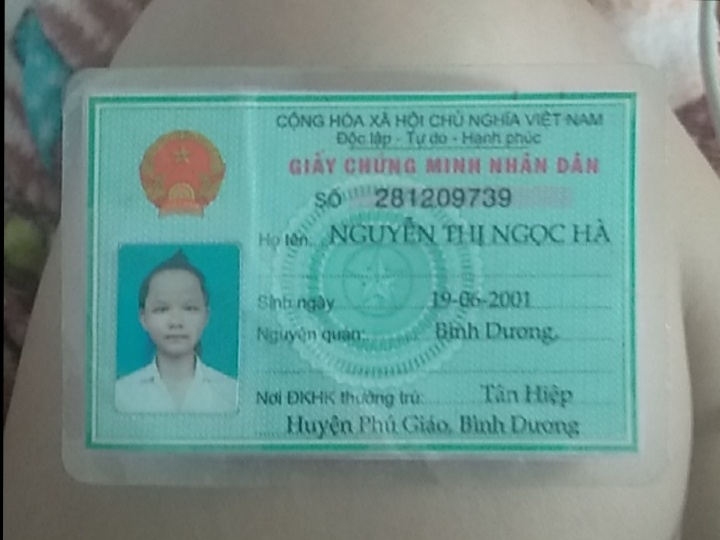 CỘNG HÒA XÃ HỘI CHỦ NGHĨA VIỆT NAM
Độc lập - Tự do - Hạnh phúc
GIẤY CHỨNG MINH NHÂN DÂN
SỐ 281209739
Họ tên: NGUYỄN THỊ NGỌC HÀ
Sinh ngày 19-06-2001
Nguyên quán: Bình Dương.
Nơi ĐKHK thường trú: Tân Hiệp
Huyện Phú Giáo, Bình Dương